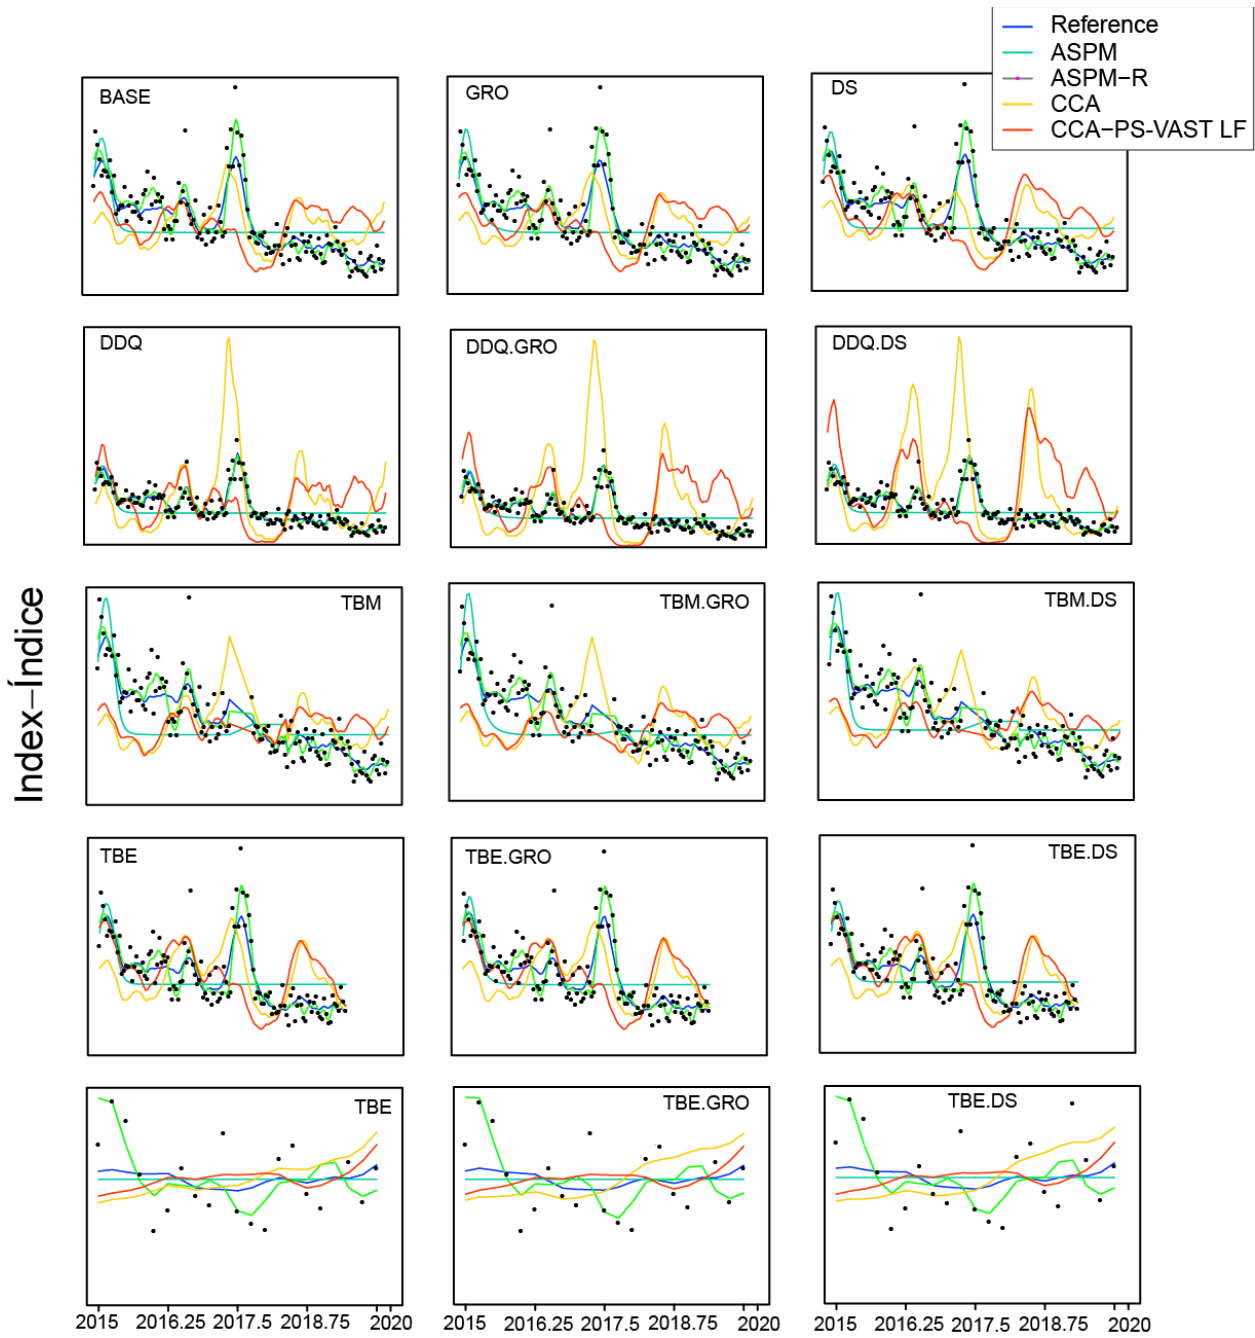 Reference
ASPM
ASPM−R
CCA
CCA−PS-VAST LF
BASE
GRO
DS
DDQ
DDQ.GRO
DDQ.DS
TBM
TBM.GRO
TBM.DS
TBE
TBE.GRO
TBE.DS
TBE
TBE.GRO
TBE.DS
Index−Índice
2015 2016.25 2017.5 2018.75 2020
2015 2016.25 2017.5 2018.75 2020
2015 2016.25 2017.5 2018.75 2020